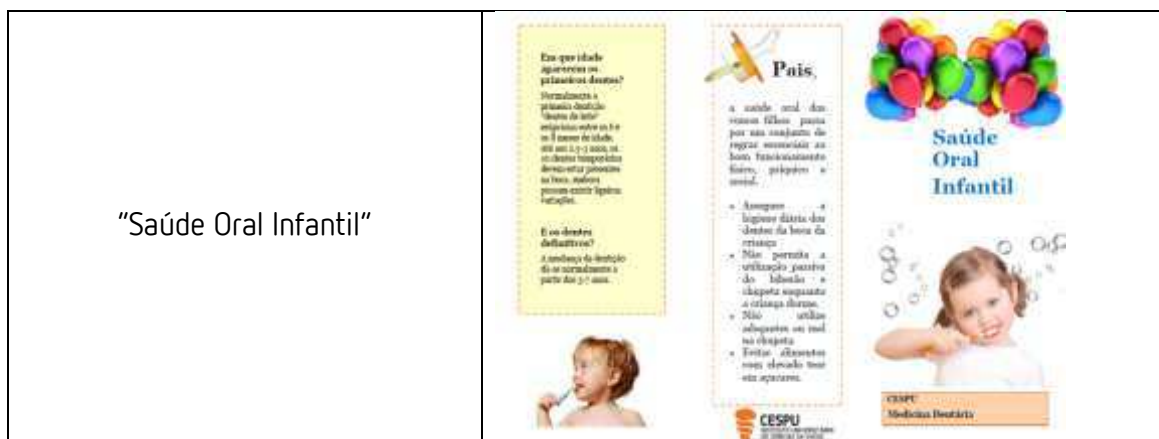 "Saúde Oral Infantil"
Em que idade
aparecem os
primeiros dentes?
Normalmente a
primeira dentição
"dentes de leite"
erupciona entre os 6 e
os 8 meses de idade,
até aos 2,5-3 anos, os
dentes temporários
devem estar presentes
na boca, embora
possam existir ligeiras
variações.
E os dentes
definitivos?
A mudança da dentição
dá-se normalmente a
partir dos
anos.
Pais,
a saúde oral dos
vossos filhos passa
por um conjunto de
regras essenciais ao
bom funcionamento
físico, psíquico e
social.
• Assegure a
higiene diária dos
dentes da boca da
criança
• Não permita a
utilização passiva
do biberão e
chupeta enquanto
a criança dorme.
• Não utilize
adoçantes ou mel
na chupeta
• Evitar alimentos
com elevado teor
em açucares.
CESPU
INSTITUTO UNIVERSITÁRIO
DE CIÊNCIAS DA SAÚDE
Saúde
Oral
Infantil
CESPU
Medicina Dentária